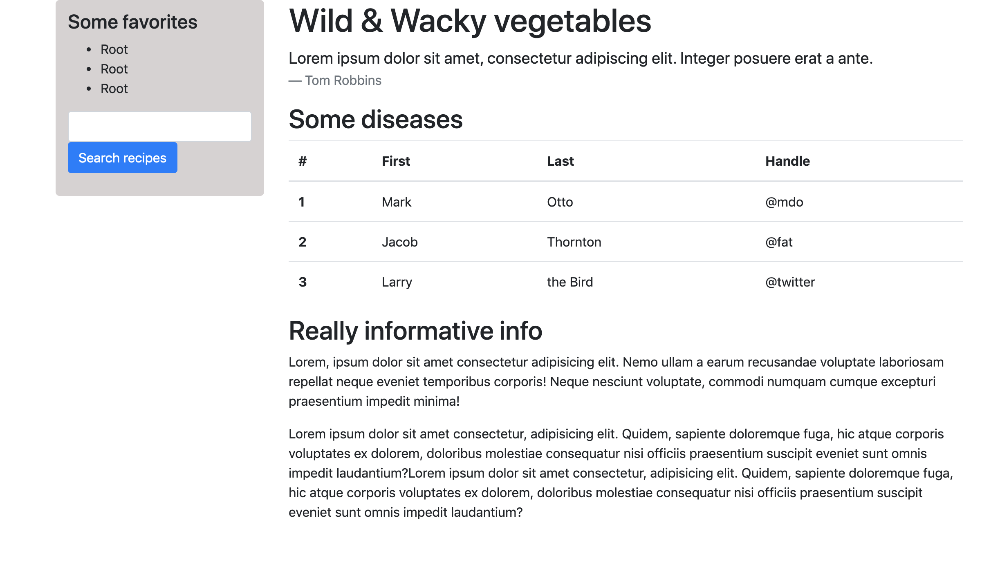 Some favorites
Root
Root
Root
Search recipes
Wild & Wacky vegetables
Lorem ipsum dolor sit amet, consectetur adipiscing elit. Integer posuere erat a ante.
— Tom Robbins
Some diseases
# First Last Handle
1 Mark Otto @mdo
2 Jacob Thornton @fat
3 Larry the Bird @twitter
Really informative info
Lorem, ipsum dolor sit amet consectetur adipisicing elit. Nemo ullam a earum recusandae voluptate laboriosam
repellat neque eveniet temporibus corporis! Neque nesciunt voluptate, commodi numquam cumque excepturi
praesentium impedit minima!
Lorem ipsum dolor sit amet consectetur, adipisicing elit. Quidem, sapiente doloremque fuga, hic atque corporis
voluptates ex dolorem, doloribus molestiae consequatur nisi officiis praesentium suscipit eveniet sunt omnis
impedit laudantium?Lorem ipsum dolor sit amet consectetur, adipisicing elit. Quidem, sapiente doloremque fuga,
hic atque corporis voluptates ex dolorem, doloribus molestiae consequatur nisi officiis praesentium suscipit
eveniet sunt omnis impedit laudantium?